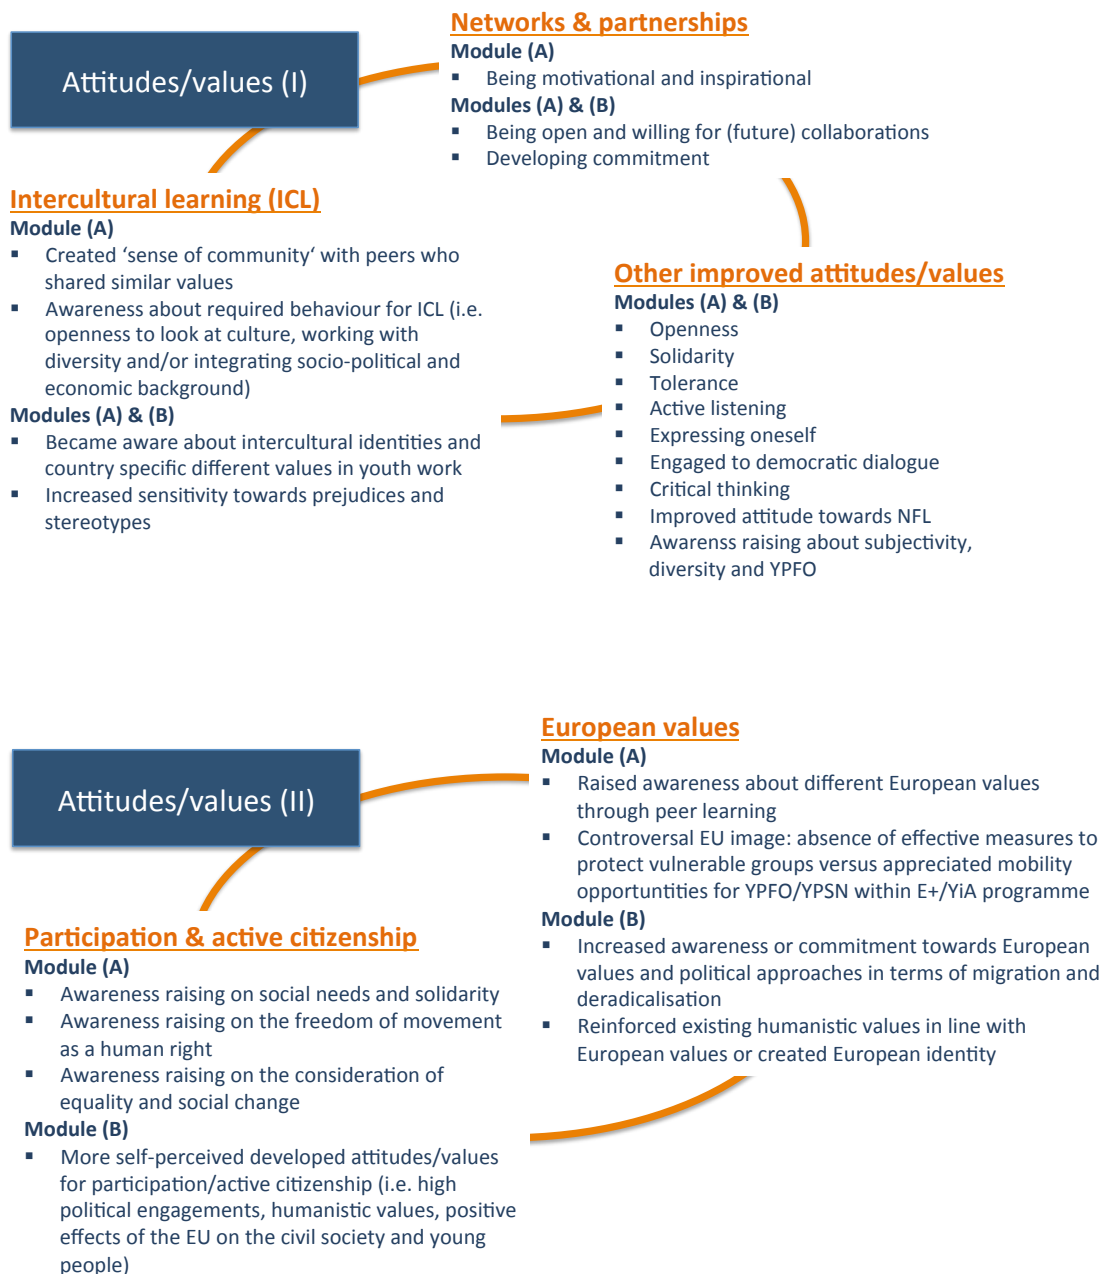 Attitudes/values (I)
Networks & partnerships
Module (A)
▪ Being motivational and inspirational
Modules (A) & (B)
▪ Being open and willing for (future) collaborations
▪ Developing commitment
Intercultural learning (ICL)
Module (A)
▪ Created ‘sense of community‘ with peers who
shared similar values
▪ Awareness about required behaviour for ICL (i.e.
openness to look at culture, working with
diversity and/or integrating socio-political and
economic background)
Modules (A) & (B)
▪ Became aware about intercultural identities and
country specific different values in youth work
▪ Increased sensitivity towards prejudices and
stereotypes
Other improved attitudes/values
Modules (A) & (B)
▪ Openness
▪ Solidarity
▪ Tolerance
▪ Active listening
▪ Expressing oneself
▪ Engaged to democratic dialogue
▪ Critical thinking
▪ Improved attitude towards NFL
▪ Awarenss raising about subjectivity,
diversity and YPFO
Attitudes/values (II)
European values
Module (A)
▪ Raised awareness about different European values
through peer learning
▪ Controversal EU image: absence of effective measures to
protect vulnerable groups versus appreciated mobility
opportuntities for YPFO/YPSN within E+/YiA programme
Module (B)
▪ Increased awareness or commitment towards European
values and political approaches in terms of migration and
deradicalisation
▪ Reinforced existing humanistic values in line with
European values or created European identity
Participation & active citizenship
Module (A)
▪ Awareness raising on social needs and solidarity
▪ Awareness raising on the freedom of movement
as a human right
▪ Awareness raising on the consideration of
equality and social change
Module (B)
▪ More self-perceived developed attitudes/values
for participation/active citizenship (i.e. high
political engagements, humanistic values, positive
effects of the EU on the civil society and young
people)